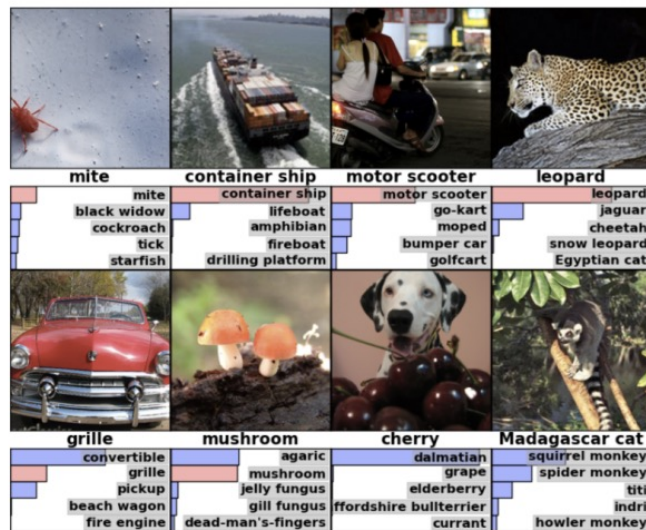 mite
container ship
motor scooter
leopard
mite
black widow
cockroach
tick
starfish
container ship
lifeboat
amphibian
fireboat
drilling platform
motor scooter
go-kart
moped
bumper car
golfcart
leopard
jaguar
cheetah
snow leopard
Egyptian cat
grille
mushroom
cherry
Madagascar cat
convertible
grille
pickup
beach wagon
fire engine
agaric
mushroom
jelly fungus
gill fungus
dead-man's-fingers
dalmatian
grape
elderberry
ffordshire bullterrier
currant
squirrel monkey
spider monkey
titi
indri
howler monkey